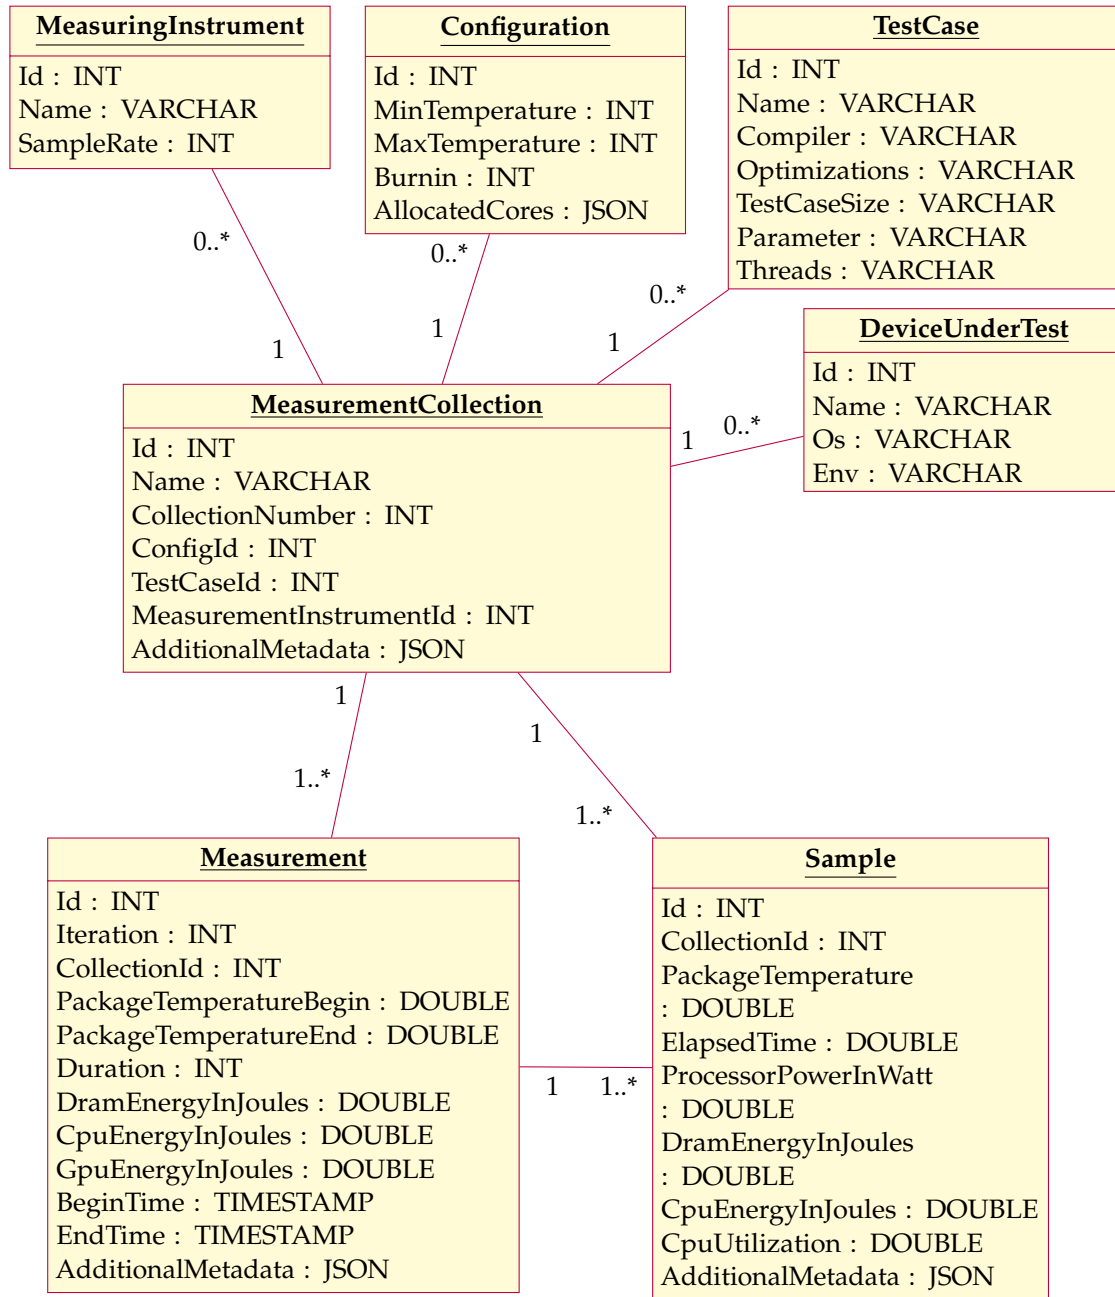 MeasuringInstrument
Id : INT
Name : VARCHAR
SampleRate : INT
Configuration
Id : INT
MinTemperature : INT
MaxTemperature : INT
Burnin : INT
AllocatedCores : JSON
TestCase
Id : INT
Name : VARCHAR
Compiler : VARCHAR
Optimizations : VARCHAR
TestCaseSize : VARCHAR
Parameter : VARCHAR
Threads : VARCHAR
0..*
1
0..*
1
0..*
1
DeviceUnderTest
Id : INT
Name : VARCHAR
Os : VARCHAR
Env : VARCHAR
1
0..*
MeasurementCollection
Id : INT
Name : VARCHAR
CollectionNumber : INT
ConfigId : INT
TestCaseId : INT
MeasurementInstrumentId : INT
AdditionalMetadata : JSON
1
1..*
1
1..*
Measurement
Id : INT
Iteration : INT
CollectionId : INT
PackageTemperatureBegin : DOUBLE
PackageTemperatureEnd : DOUBLE
Duration : INT
DramEnergyInJoules : DOUBLE
CpuEnergyInJoules : DOUBLE
GpuEnergyInJoules : DOUBLE
BeginTime : TIMESTAMP
EndTime : TIMESTAMP
AdditionalMetadata : JSON
1
1..*
Sample
Id : INT
CollectionId : INT
PackageTemperature
: DOUBLE
ElapsedTime : DOUBLE
ProcessorPowerInWatt
: DOUBLE
DramEnergyInJoules
: DOUBLE
CpuEnergyInJoules : DOUBLE
CpuUtilization : DOUBLE
AdditionalMetadata : JSON